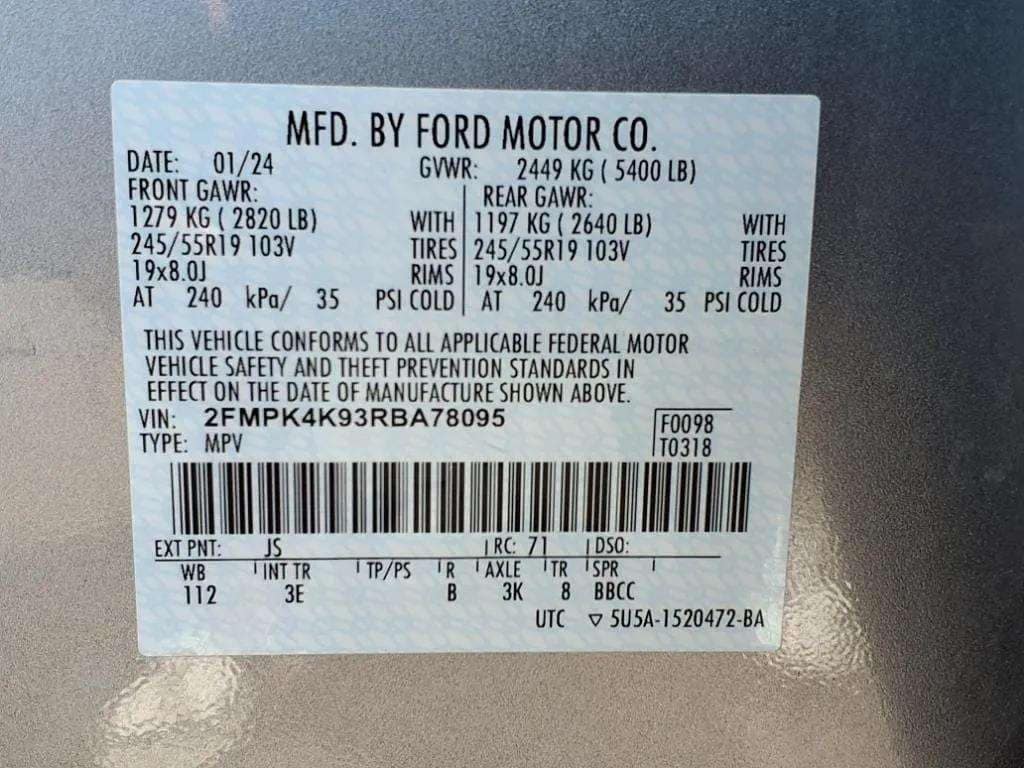 MFD. BY FORD MOTOR CO.
DATE: 01/24 GVWR: 2449 KG ( 5400 LB)
FRONT GAWR: REAR GAWR:
1279 KG ( 2820 LB) WITH 1197 KG ( 2640 LB) WITH
245/55R19 103V TIRES 245/55R19 103V TIRES
19x8.0J RIMS 19x8.0J RIMS
AT 240 kPa/ 35 PSI COLD AT 240 kPa/ 35 PSI COLD
THIS VEHICLE CONFORMS TO ALL APPLICABLE FEDERAL MOTOR
VEHICLE SAFETY AND THEFT PREVENTION STANDARDS IN
EFFECT ON THE DATE OF MANUFACTURE SHOWN ABOVE.
VIN: 2FMPK4K93RBA78095 F0098
TYPE: MPV T0318
EXT PNT: JS RC: 71 DSO:
WB INT TR TP/PS R AXLE TR SPR
112 3E B 3K 8 BBCC
UTC ▽ 5U5A-1520472-BA